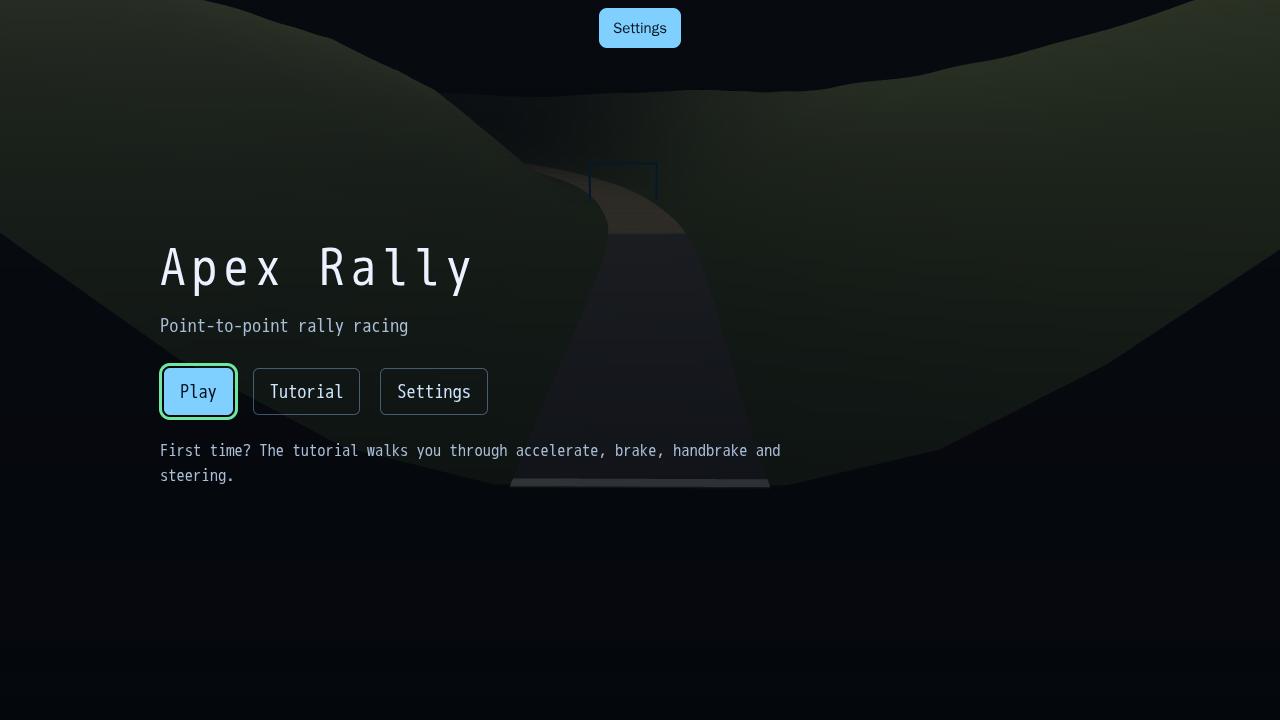 Settings
Apex Rally
Point-to-point rally racing
Play
Tutorial
Settings
First time? The tutorial walks you through accelerate, brake, handbrake and
steering.